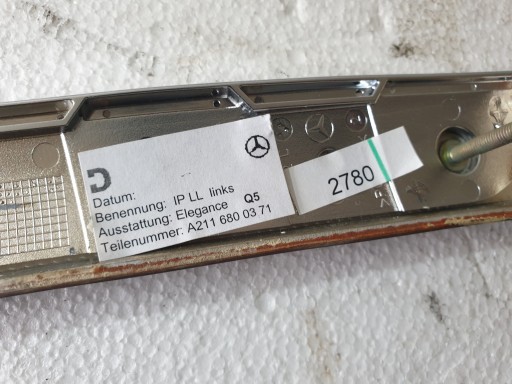 Datum:
Benennung: IP LL links
Ausstattung: Elegance Q5
Teilenummer: A211 680 03 71
2780